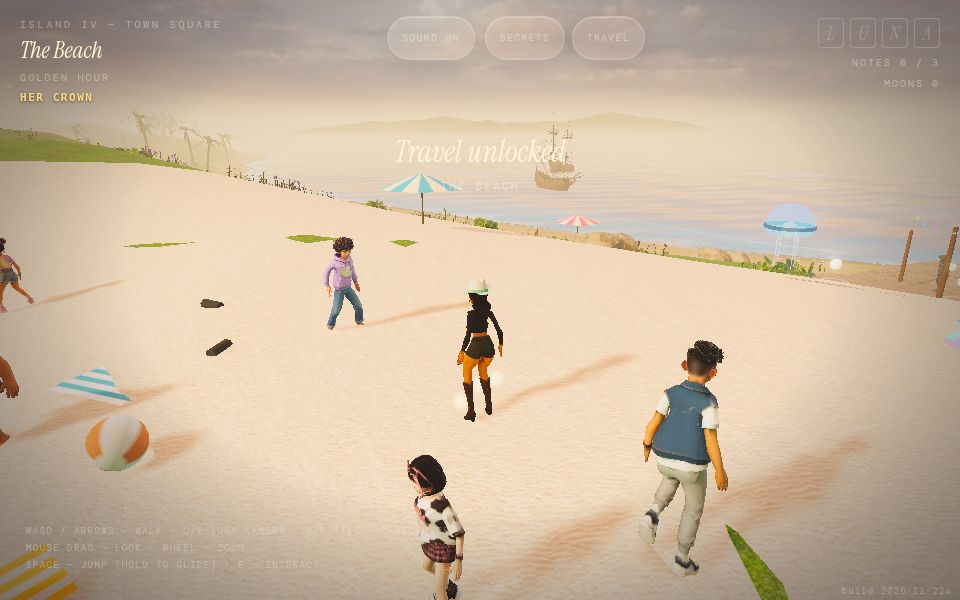 ISLAND IV — TOWN SQUARE
The Beach
GOLDEN HOUR
HER CROWN
SOUND ON
SECRETS
TRAVEL
L U N A
NOTES 0 / 3
MOONS 0
Travel unlocked
THE BEACH
WASD / ARROWS — WALK · Q/E TURN CAMERA
MOUSE DRAG — LOOK · WHEEL — ZOOM
SPACE — JUMP (HOLD TO GLIDE) · E — INTERACT
build 2026-11-22a